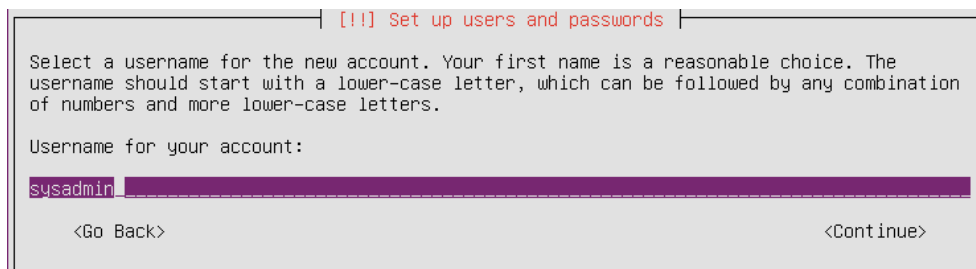 [!!] Set up users and passwords
Select a username for the new account. Your first name is a reasonable choice. The
username should start with a lower-case letter, which can be followed by any combination
of numbers and more lower-case letters.
Username for your account:
sysadmin
<Go Back> <Continue>